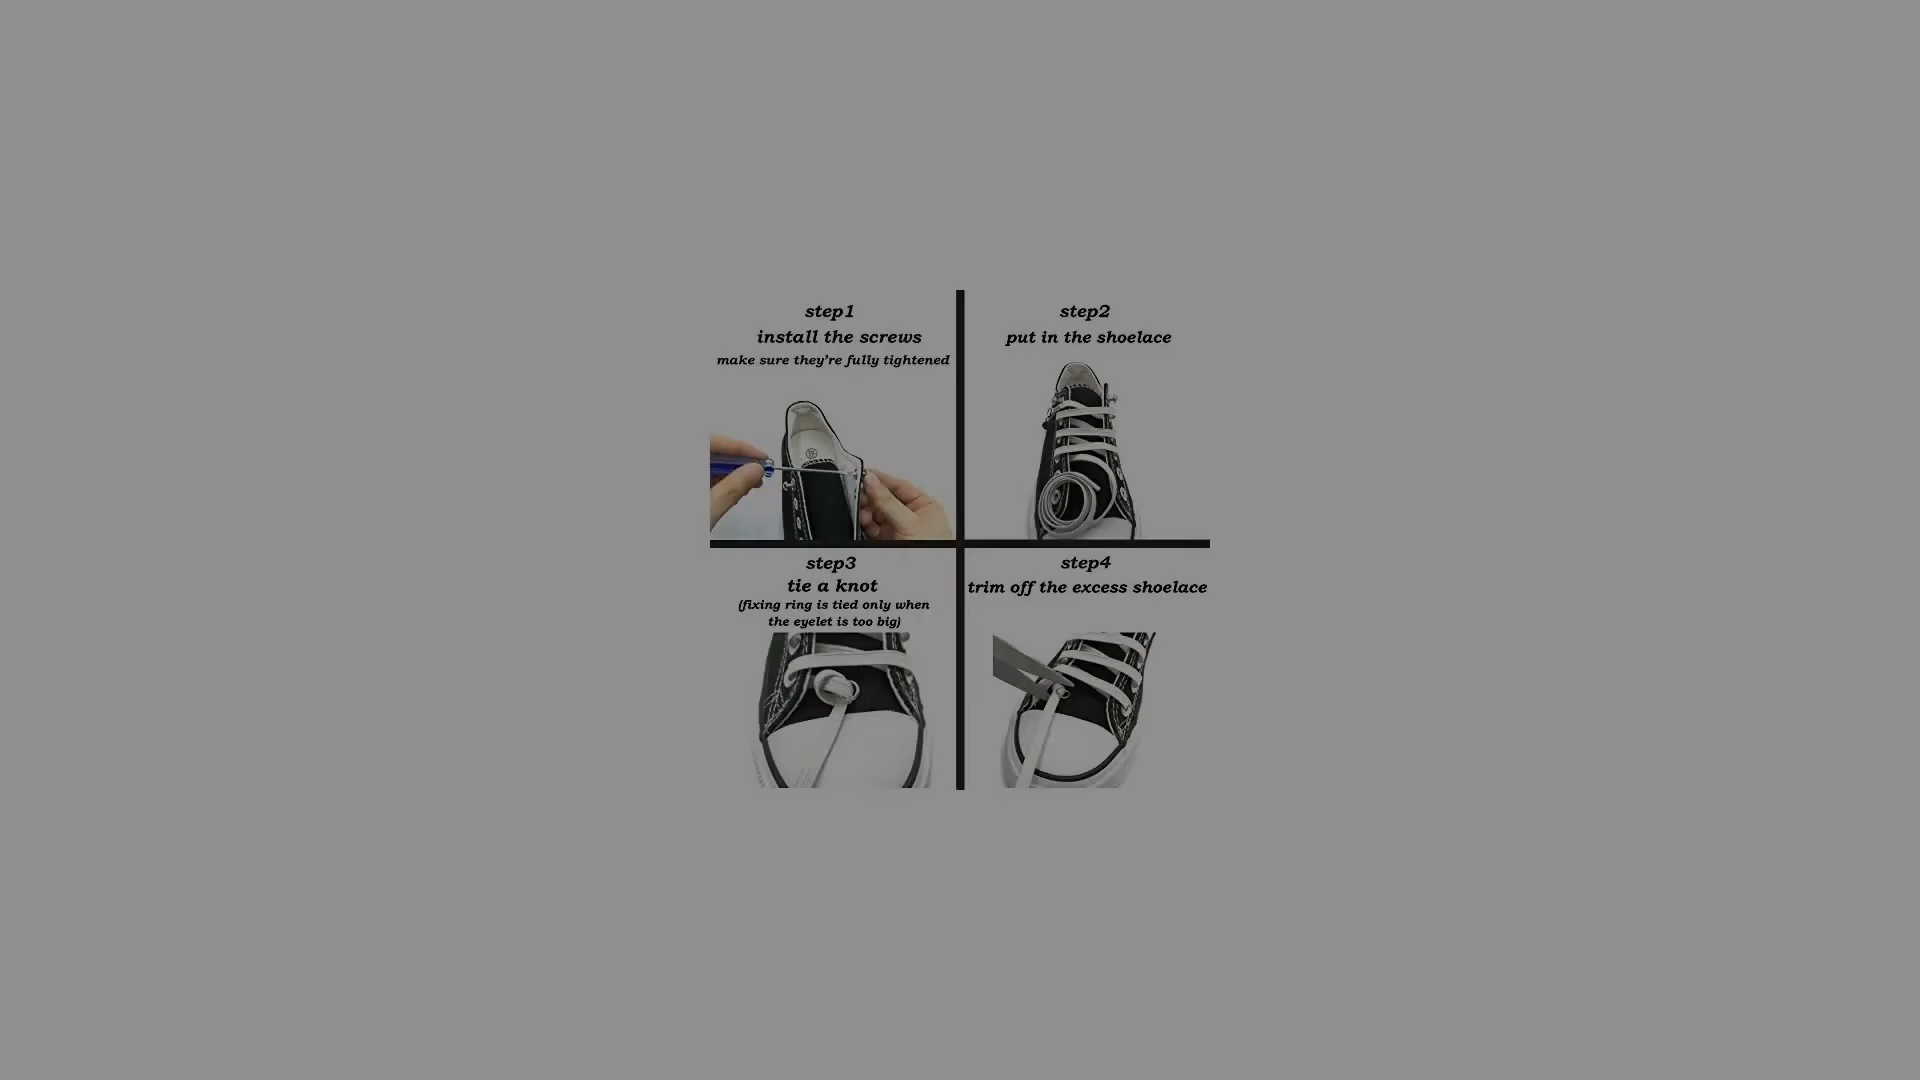 step1
install the screws
make sure they're fully tightened
step2
put in the shoelace
step3
tie a knot
(fixing ring is tied only when
the eyelet is too big)
step4
trim off the excess shoelace